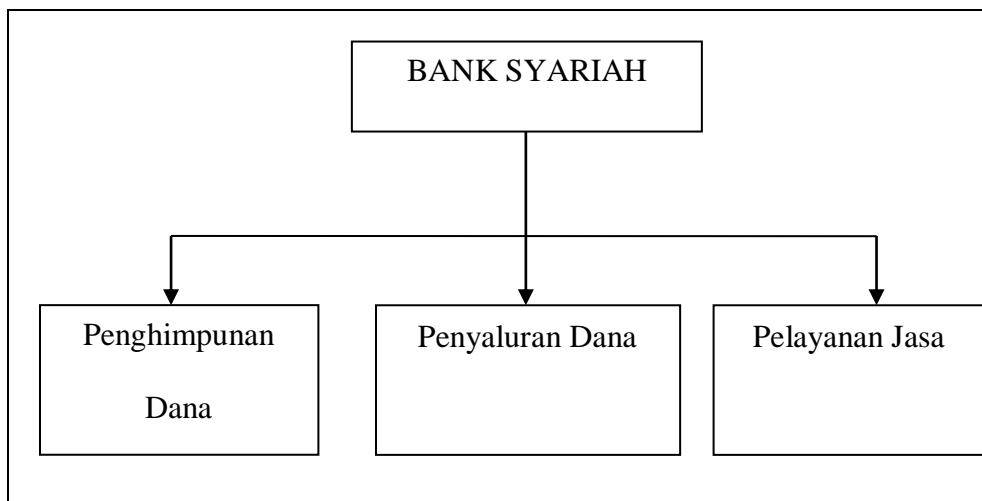 BANK SYARIAH
Penghimpunan
Dana
Penyaluran Dana
Pelayanan Jasa